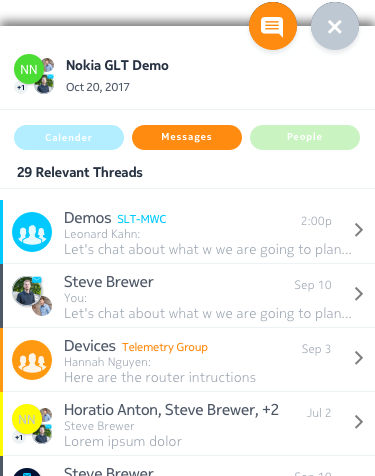 NN
+1
Nokia GLT Demo
Oct 20, 2017
Calender
Messages
People
29 Relevant Threads
Demos SLT-MWC
2:00p
Leonard Kahn:
Let's chat about what w we are going to plan...
Steve Brewer
Sep 10
You:
Let's chat about what w we are going to plan...
Devices Telemetry Group
Sep 3
Hannah Nguyen:
Here are the router intructions
NN
+1
Horatio Anton, Steve Brewer, +2
Jul 2
Steve Brewer
Lorem ipsum dolor
Steve Brewer
Sep 10